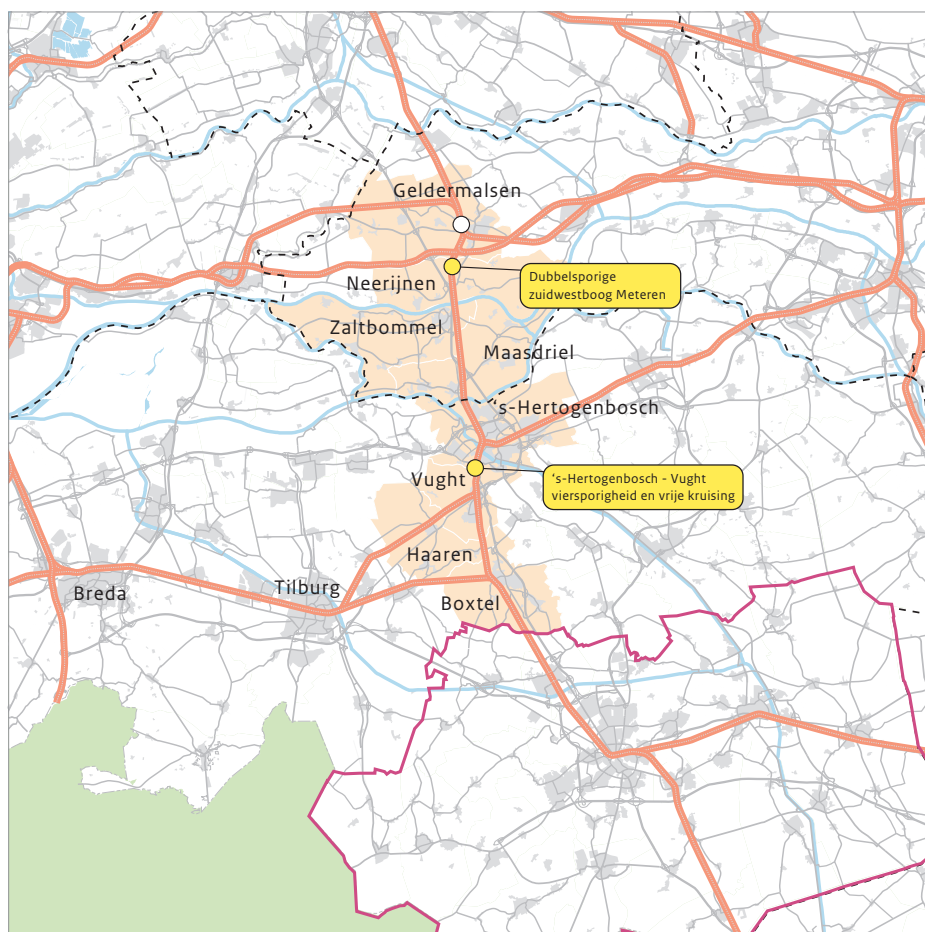 Geldermalsen
Neerijnen
Dubbelsporige
zuidwestboog Meteren
Zaltbommel
Maasdriel
‘s-Hertogenbosch
Vught
‘s-Hertogenbosch - Vught
viersporigheid en vrije kruising
Haaren
Tilburg
Breda
Boxtel